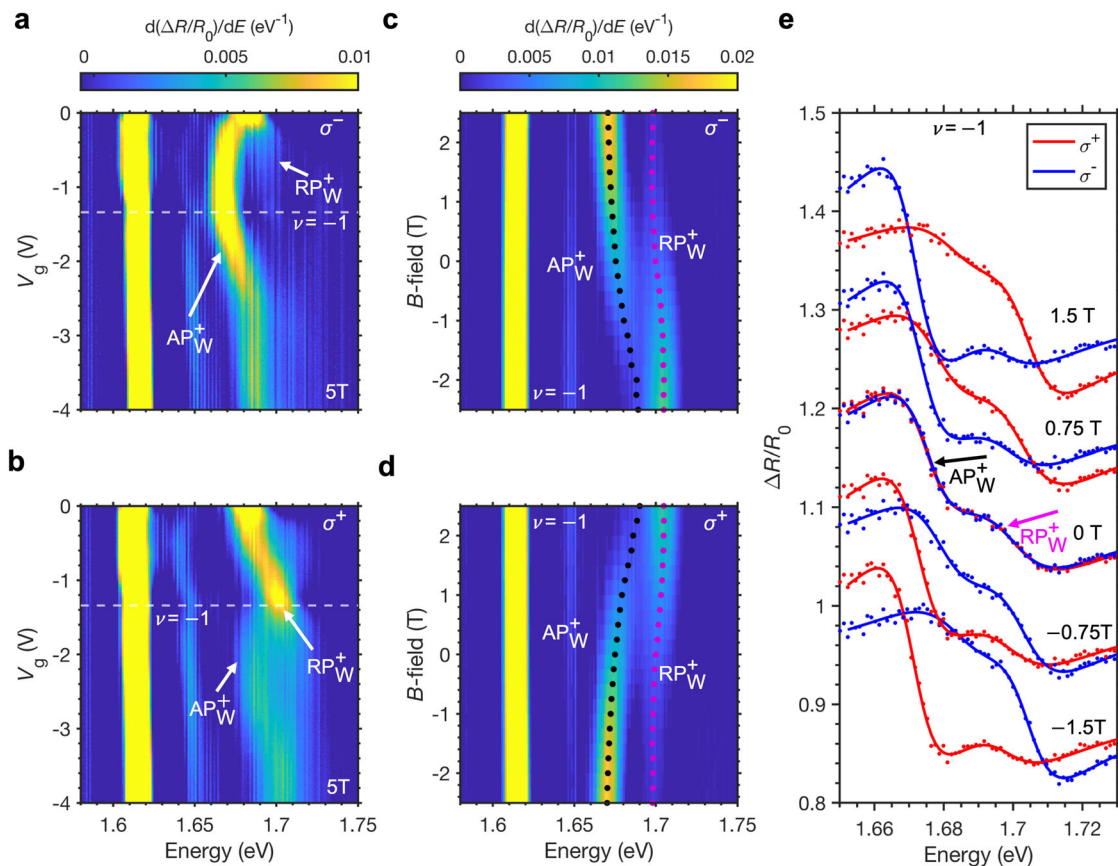 a
d(ΔR/R₀)/dE (eV⁻¹)
0 0.005 0.01
σ⁻
RP⁺W
ν = −1
AP⁺W
5T
Vg (V)
0
-1
-2
-3
-4
b
σ⁺
ν = −1
RP⁺W
AP⁺W
5T
Vg (V)
0
-1
-2
-3
-4
1.6 1.65 1.7 1.75
Energy (eV)
c
d(ΔR/R₀)/dE (eV⁻¹)
0 0.005 0.01 0.015 0.02
σ⁻
AP⁺W
RP⁺W
ν = −1
B-field (T)
2
1
0
1
2
d
ν = −1
σ⁺
AP⁺W
RP⁺W
B-field (T)
2
1
0
1
2
1.6 1.65 1.7 1.75
Energy (eV)
e
ν = −1
σ⁺
σ⁻
1.5 T
0.75 T
AP⁺W
0 T
RP⁺W
−0.75T
−1.5T
ΔR/R₀
1.5
1.4
1.3
1.2
1.1
1
0.9
0.8
1.66 1.68 1.7 1.72
Energy (eV)